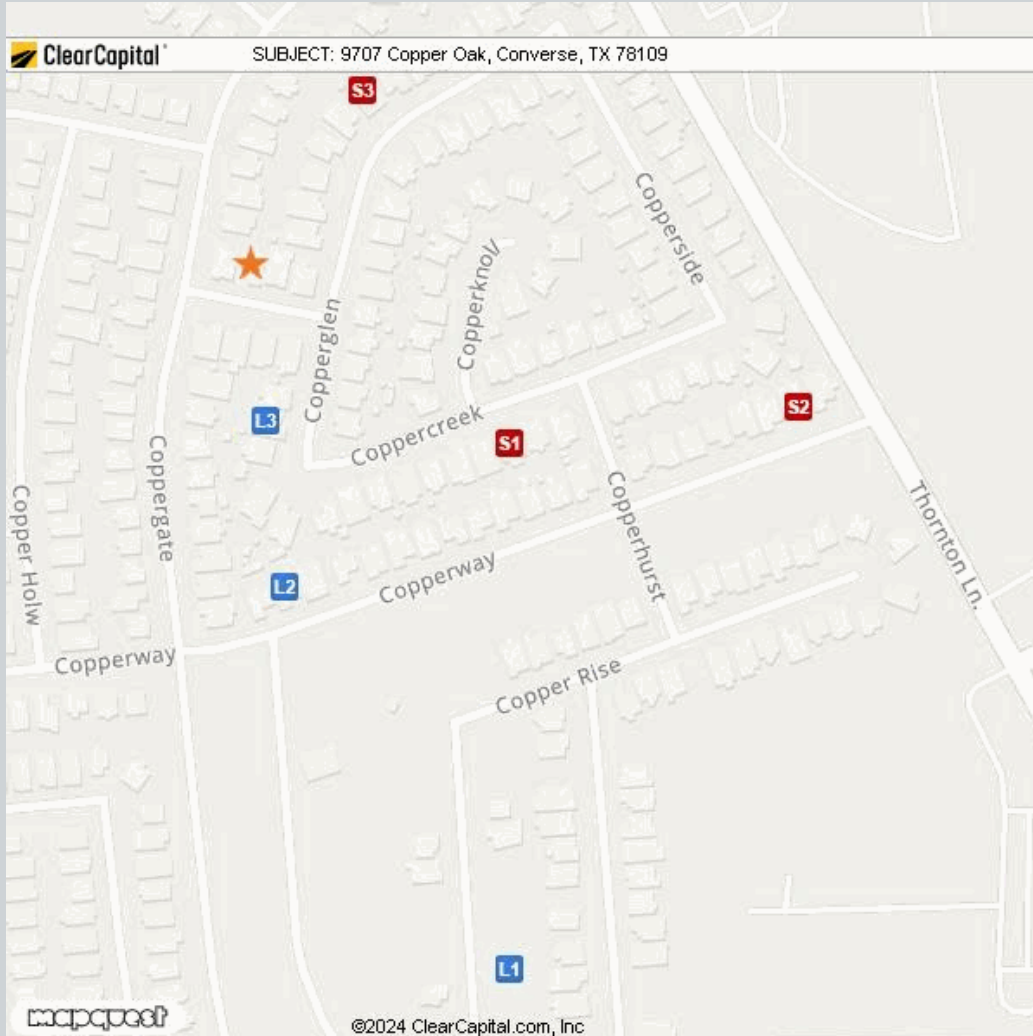 ClearCapital® SUBJECT: 9707 Copper Oak, Converse, TX 78109
S3
Copperside
Copperknoll
Copperglen
L3
Coppercreek
S1
S2
Coppergate
Copper Holw
Copperhurst
Thornton Ln.
L2
Copperway
Copperway
Copper Rise
L1
mapquest
©2024 ClearCapital.com, Inc